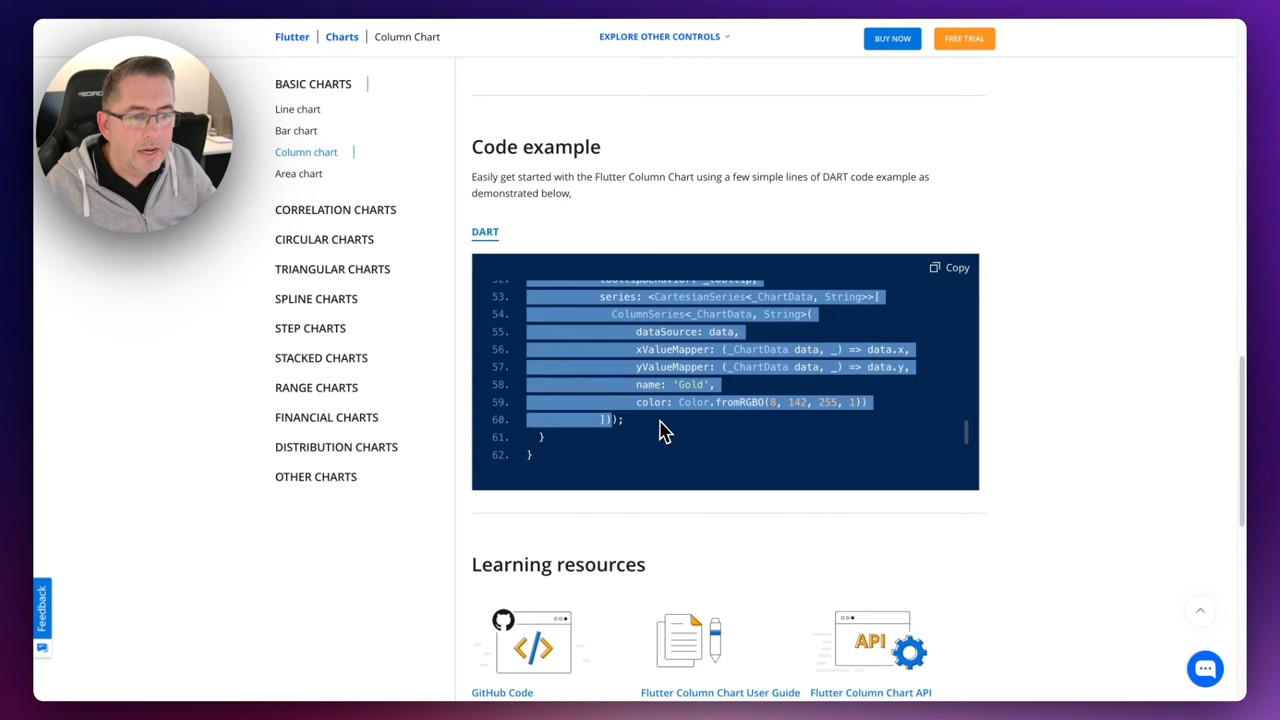 Flutter
Charts
Column Chart
EXPLORE OTHER CONTROLS
BUY NOW
FREE TRIAL
BASIC CHARTS
Line chart
Bar chart
Column chart
Area chart
CORRELATION CHARTS
CIRCULAR CHARTS
TRIANGULAR CHARTS
SPLINE CHARTS
STEP CHARTS
STACKED CHARTS
RANGE CHARTS
FINANCIAL CHARTS
DISTRIBUTION CHARTS
OTHER CHARTS
Code example
Easily get started with the Flutter Column Chart using a few simple lines of DART code example as
demonstrated below,
DART
Copy
52. tooltipBehavior: _tooltip,
53. series: <CartesianSeries<_ChartData, String>>[
54. ColumnSeries<_ChartData, String>(
55. dataSource: data,
56. xValueMapper: (_ChartData data, _) => data.x,
57. yValueMapper: (_ChartData data, _) => data.y,
58. name: 'Gold',
59. color: Color.fromRGBO(8, 142, 255, 1))
60. ]));
61. }
62. }
Learning resources
API
GitHub Code
Flutter Column Chart User Guide
Flutter Column Chart API
Feedback